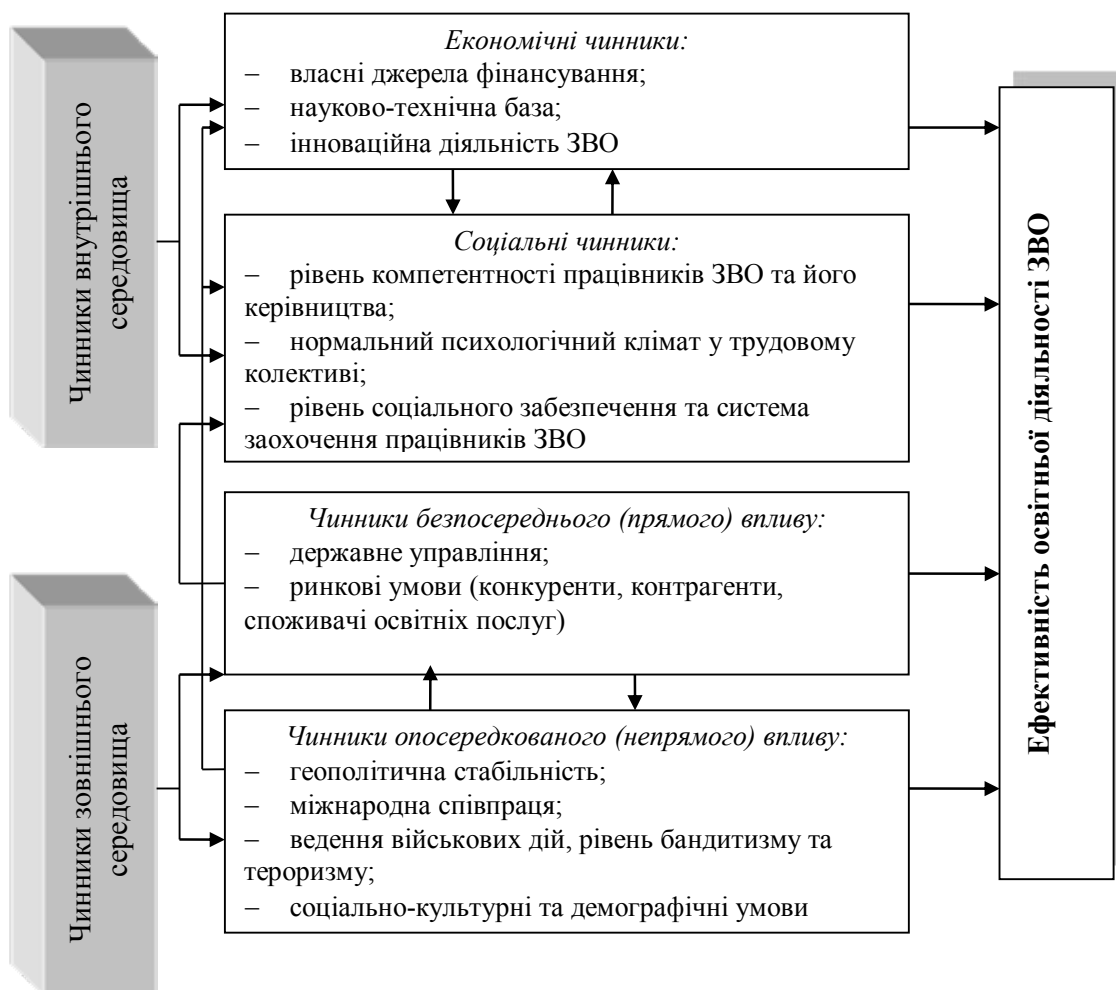 Чинники внутрішнього
середовища
Економічні чинники:
– власні джерела фінансування;
– науково-технічна база;
– інноваційна діяльність ЗВО
Соціальні чинники:
– рівень компетентності працівників ЗВО та його
керівництва;
– нормальний психологічний клімат у трудовому
колективі;
– рівень соціального забезпечення та система
заохочення працівників ЗВО
Чинники зовнішнього
середовища
Чинники безпосереднього (прямого) впливу:
– державне управління;
– ринкові умови (конкуренти, контрагенти,
споживачі освітніх послуг)
Чинники опосередкованого (непрямого) впливу:
– геополітична стабільність;
– міжнародна співпраця;
– ведення військових дій, рівень бандитизму та
тероризму;
– соціально-культурні та демографічні умови
Ефективність освітньої діяльності ЗВО